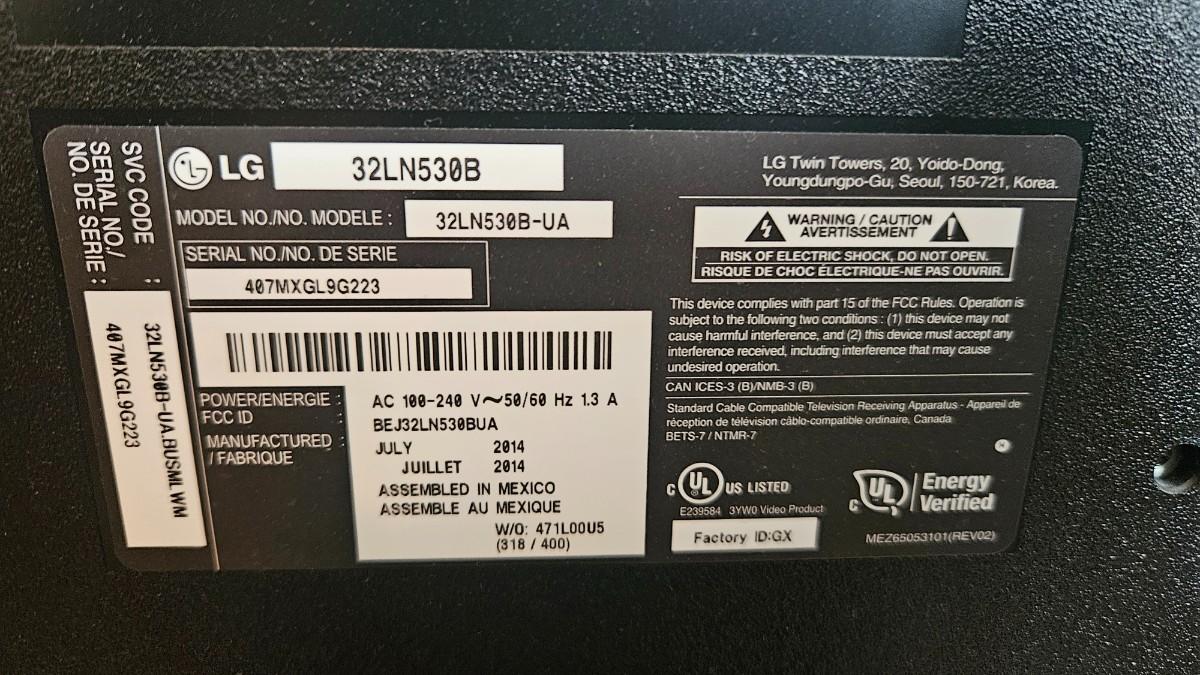 SVC CODE : 32LN530B-UA.BUSMLWM
SERIAL NO./
NO. DE SERIE : 407MXGL9G223
LG 32LN530B
MODEL NO./NO. MODELE : 32LN530B-UA
SERIAL NO./NO. DE SERIE
407MXGL9G223
POWER/ENERGIE : AC 100-240 V~50/60 Hz 1.3 A
FCC ID : BEJ32LN530BUA
MANUFACTURED : JULY 2014
/ FABRIQUE JUILLET 2014
ASSEMBLED IN MEXICO
ASSEMBLE AU MEXIQUE
W/O: 471L00U5
(318 / 400)
LG Twin Towers, 20, Yoido-Dong,
Youngdungpo-Gu, Seoul, 150-721, Korea.
WARNING / CAUTION
AVERTISSEMENT
RISK OF ELECTRIC SHOCK, DO NOT OPEN.
RISQUE DE CHOC ÉLECTRIQUE-NE PAS OUVRIR.
This device complies with part 15 of the FCC Rules. Operation is
subject to the following two conditions : (1) this device may not
cause harmful interference, and (2) this device must accept any
interference received, including interference that may cause
undesired operation.
CAN ICES-3 (B)/NMB-3 (B)
Standard Cable Compatible Television Receiving Apparatus - Appareil de
réception de télévision câblo-compatible ordinaire, Canada
BETS-7 / NTMR-7
C UL US LISTED
E239584 3YW0 Video Product
Factory ID:GX
C UL Energy
Verified
MEZ65053101(REV02)